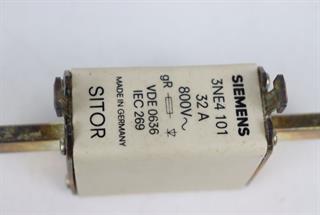 SIEMENS
3NE4 101
32 A
800V~
gR
VDE 0636
IEC 269
MADE IN GERMANY
SITOR